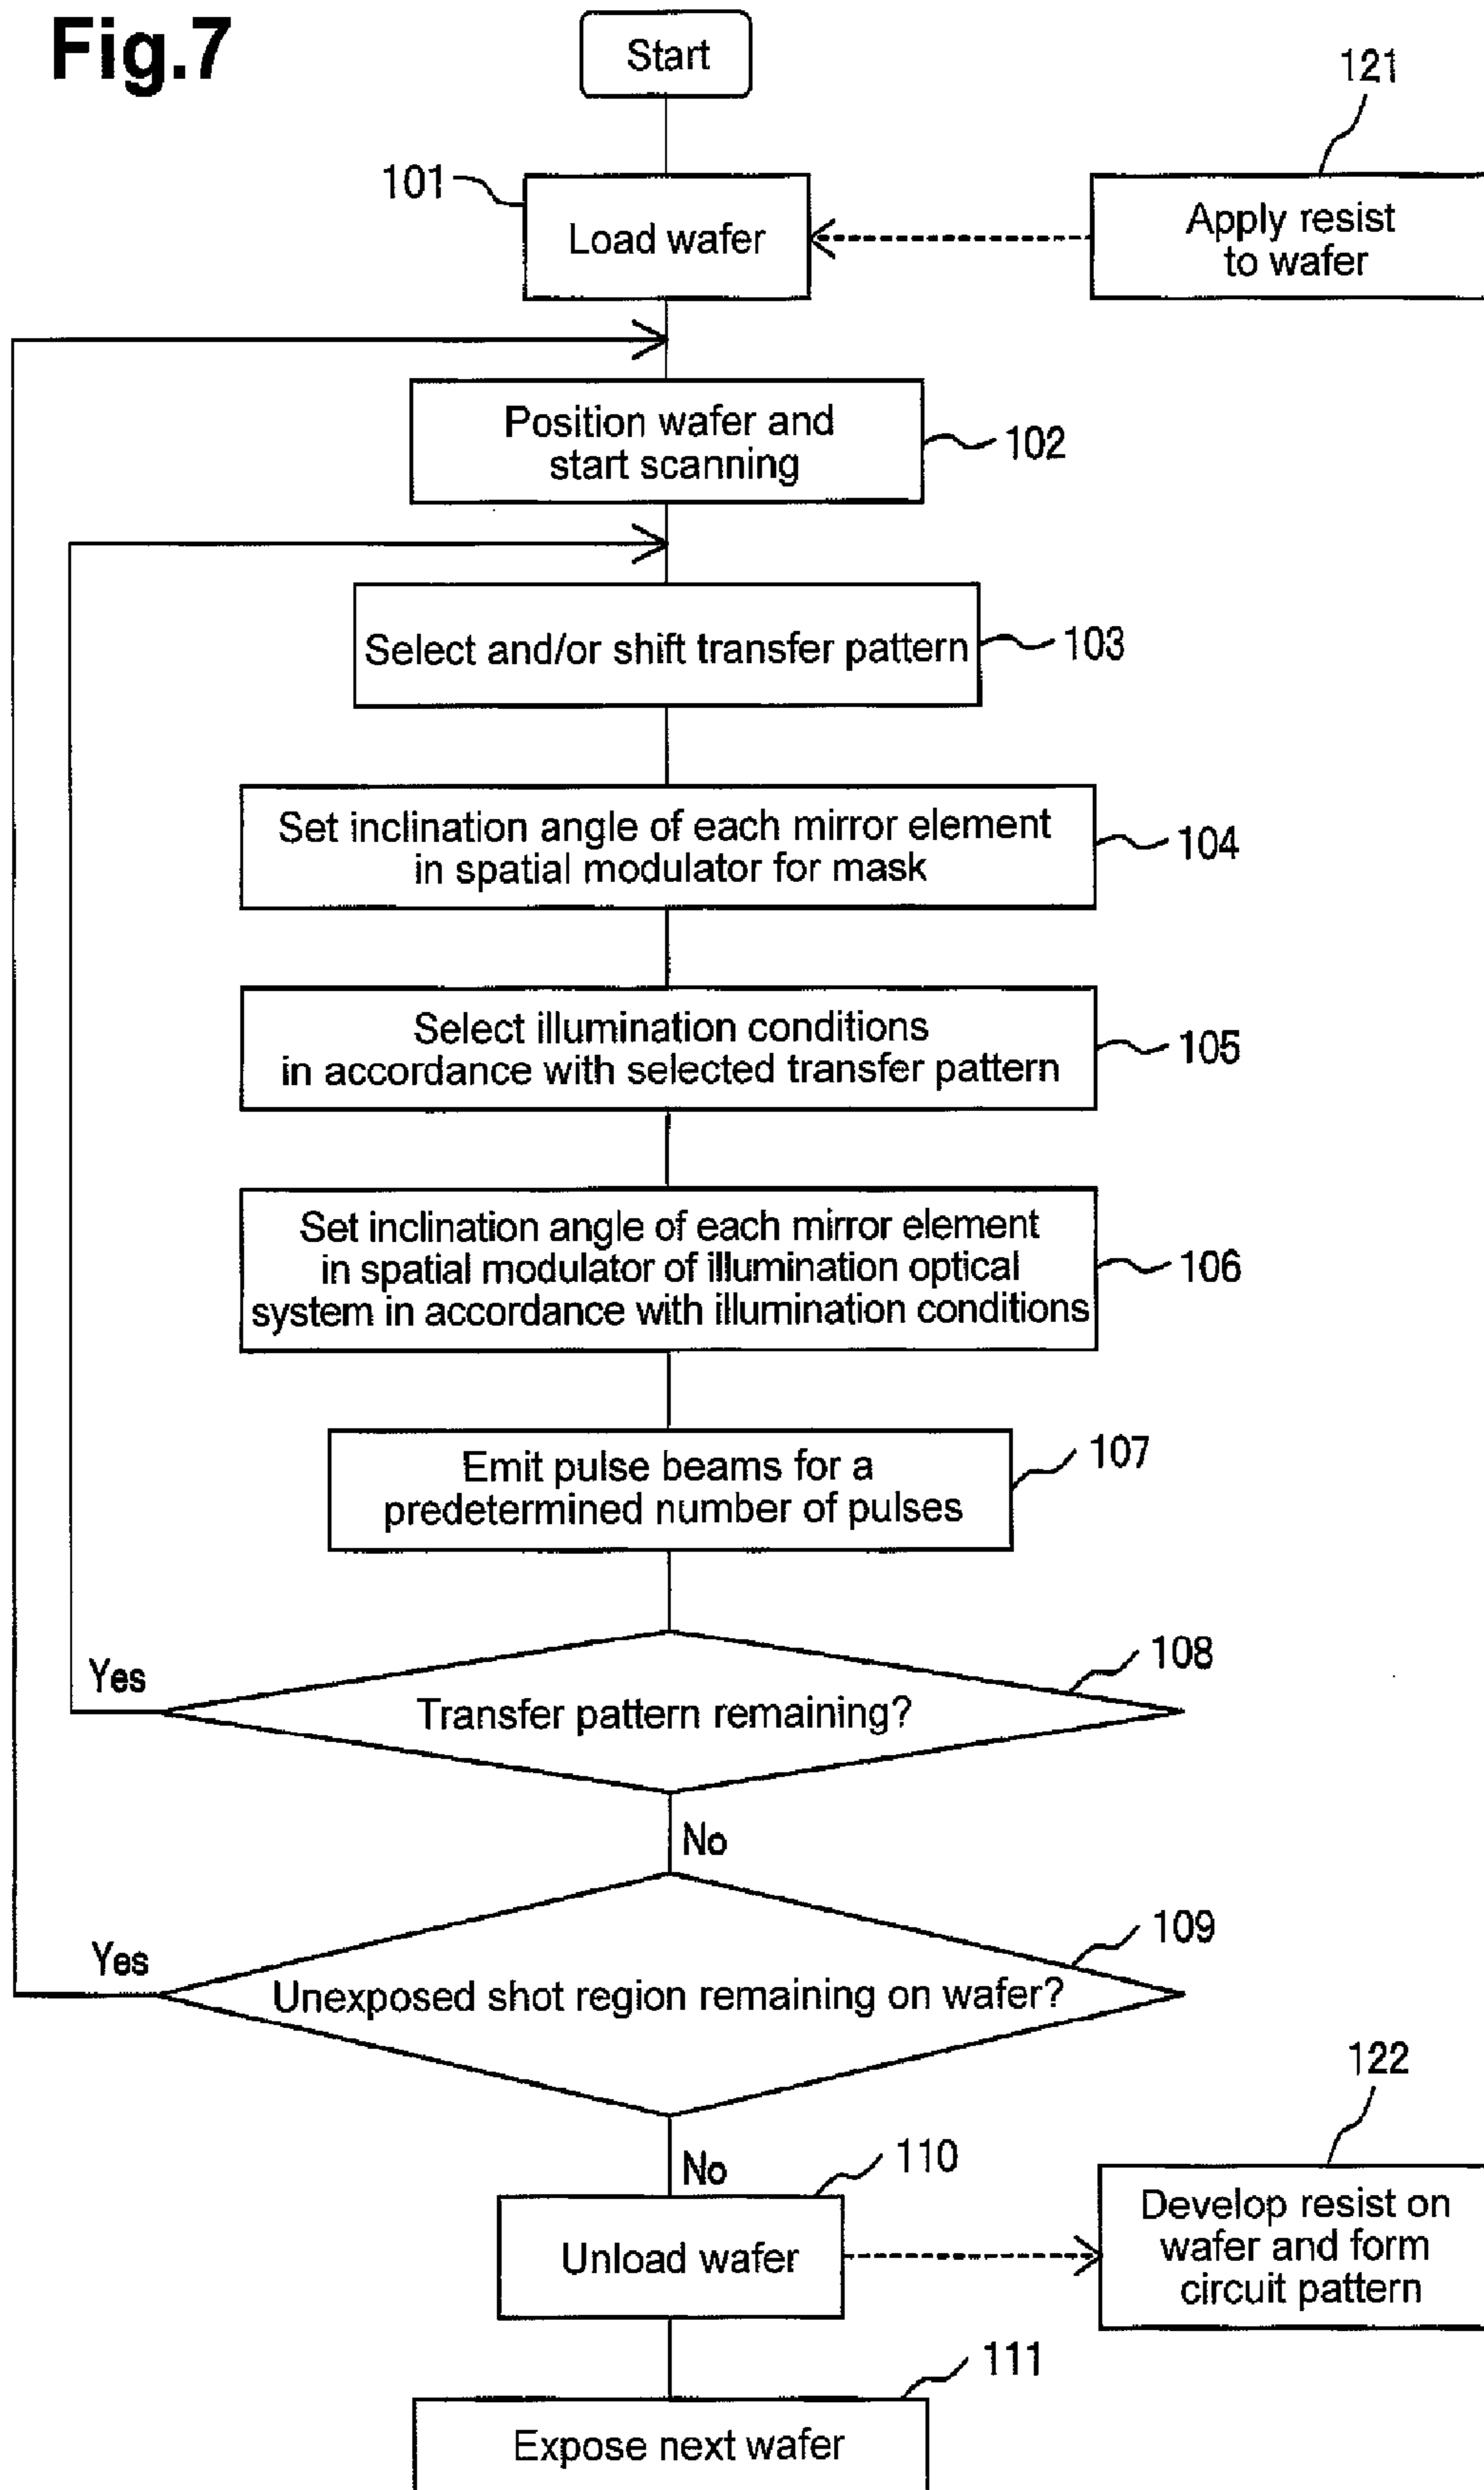 Fig.7
Start
121
101
Load wafer
Apply resist
to wafer
Position wafer and
start scanning
102
Select and/or shift transfer pattern
103
Set inclination angle of each mirror element
in spatial modulator for mask
104
Select illumination conditions
in accordance with selected transfer pattern
105
Set inclination angle of each mirror element
in spatial modulator of illumination optical
system in accordance with illumination conditions
106
Emit pulse beams for a
predetermined number of pulses
107
108
Yes
Transfer pattern remaining?
No
109
Yes
Unexposed shot region remaining on wafer?
122
No
110
Unload wafer
Develop resist on
wafer and form
circuit pattern
111
Expose next wafer